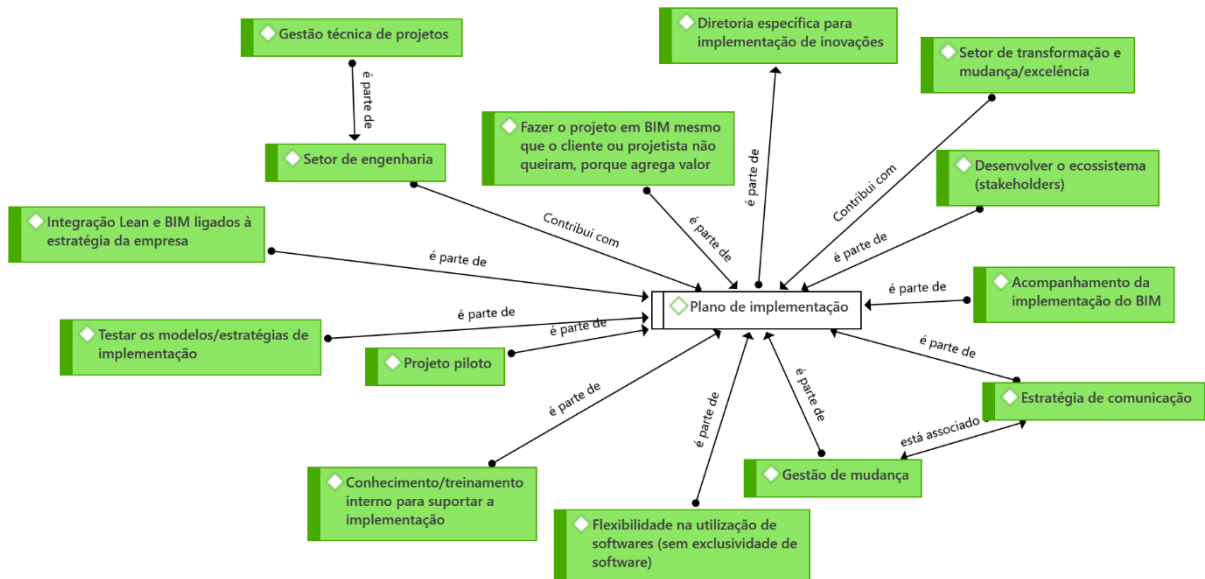 Gestão técnica de projetos
Diretoria específica para
implementação de inovações
Setor de transformação e
mudança/excelência
é parte de
Fazer o projeto em BIM mesmo
que o cliente ou projetista não
queiram, porque agrega valor
é parte de
Contribui com
Setor de engenharia
Desenvolver o ecossistema
(stakeholders)
Integração Lean e BIM ligados à
estratégia da empresa
Contribui com
é parte de
é parte de
é parte de
Plano de implementação
é parte de
Acompanhamento da
implementação do BIM
Testar os modelos/estratégias de
implementação
é parte de
é parte de
Projeto piloto
é parte de
é parte de
é parte de
é parte de
Estratégia de comunicação
está associado
Conhecimento/treinamento
interno para suportar a
implementação
Gestão de mudança
Flexibilidade na utilização de
softwares (sem exclusividade de
software)